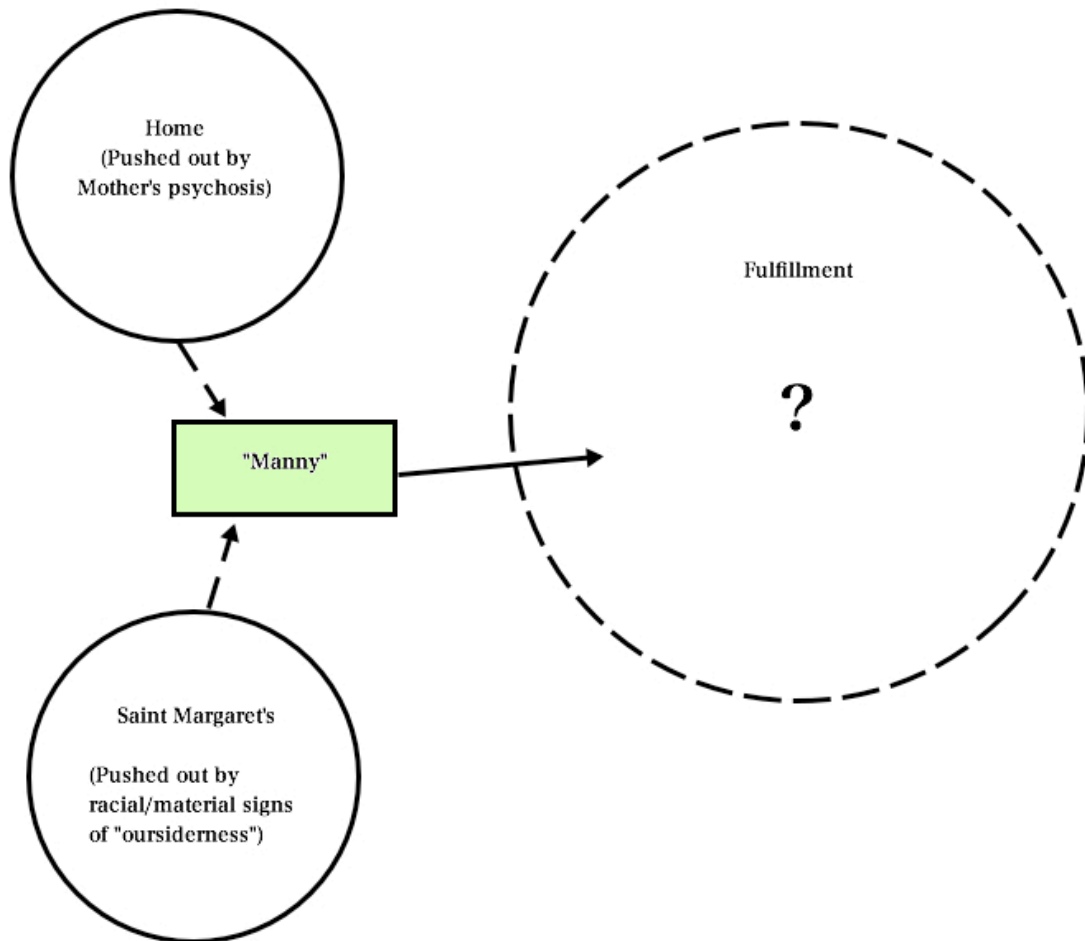 Home
(Pushed out by
Mother's psychosis)
Fulfillment
?
"Manny"
Saint Margaret's
(Pushed out by
racial/material signs
of "oursiderness")